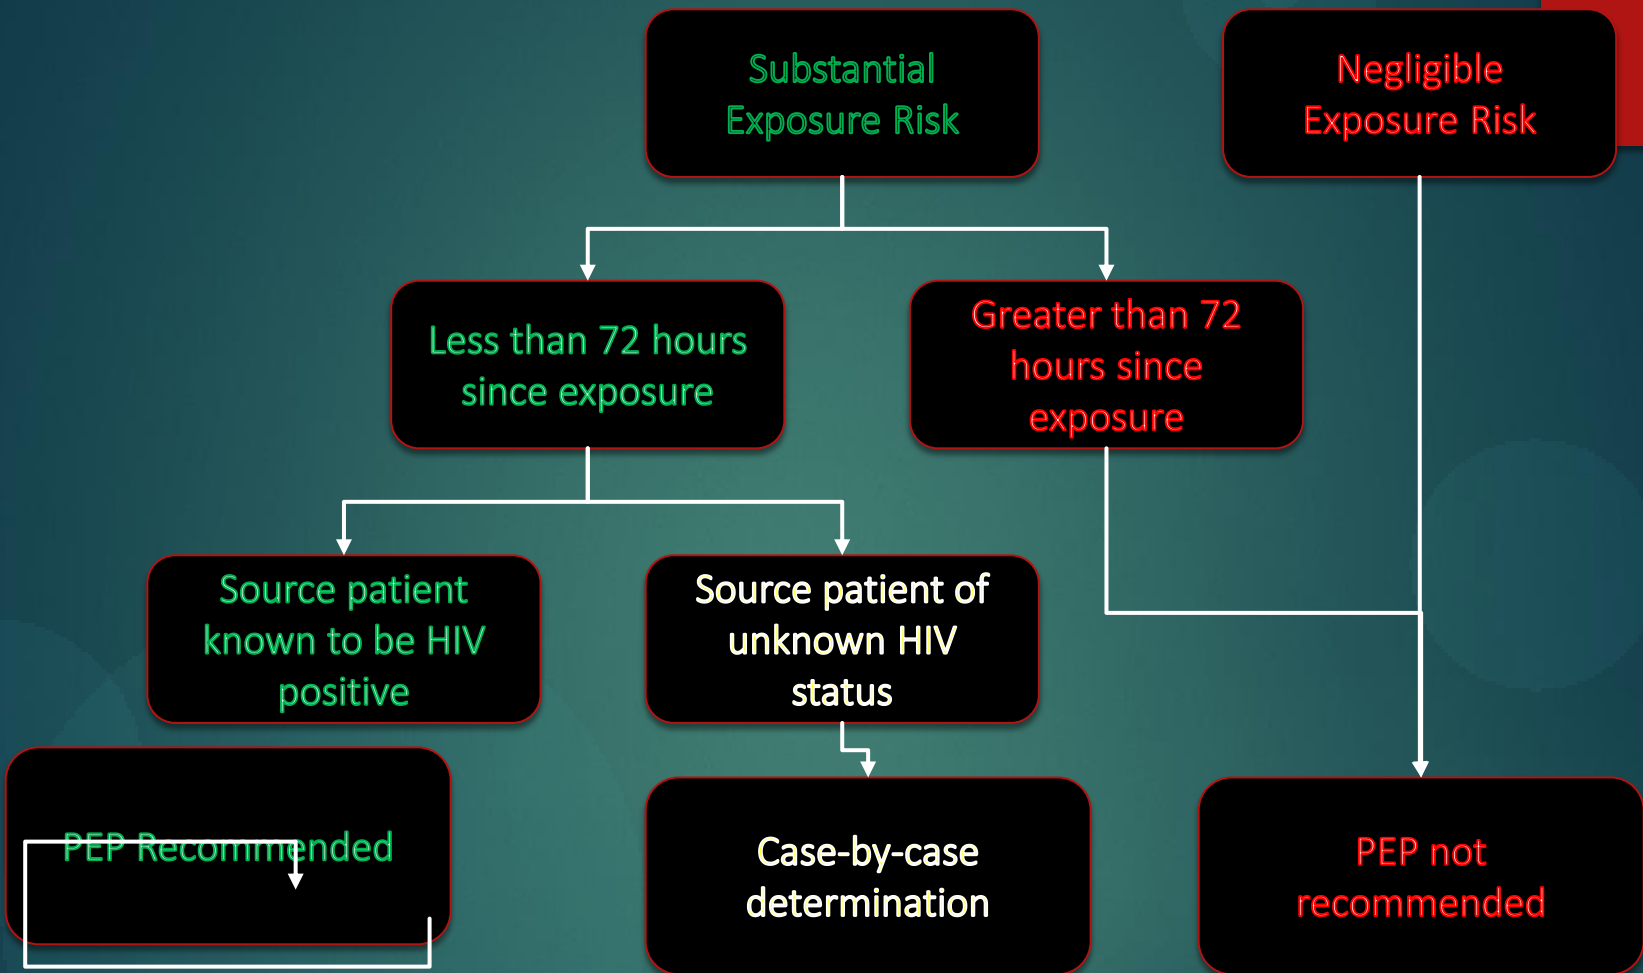 Substantial
Exposure Risk
Negligible
Exposure Risk
Less than 72 hours
since exposure
Greater than 72
hours since
exposure
Source patient
known to be HIV
positive
Source patient of
unknown HIV
status
PEP Recommended
Case-by-case
determination
PEP not
recommended